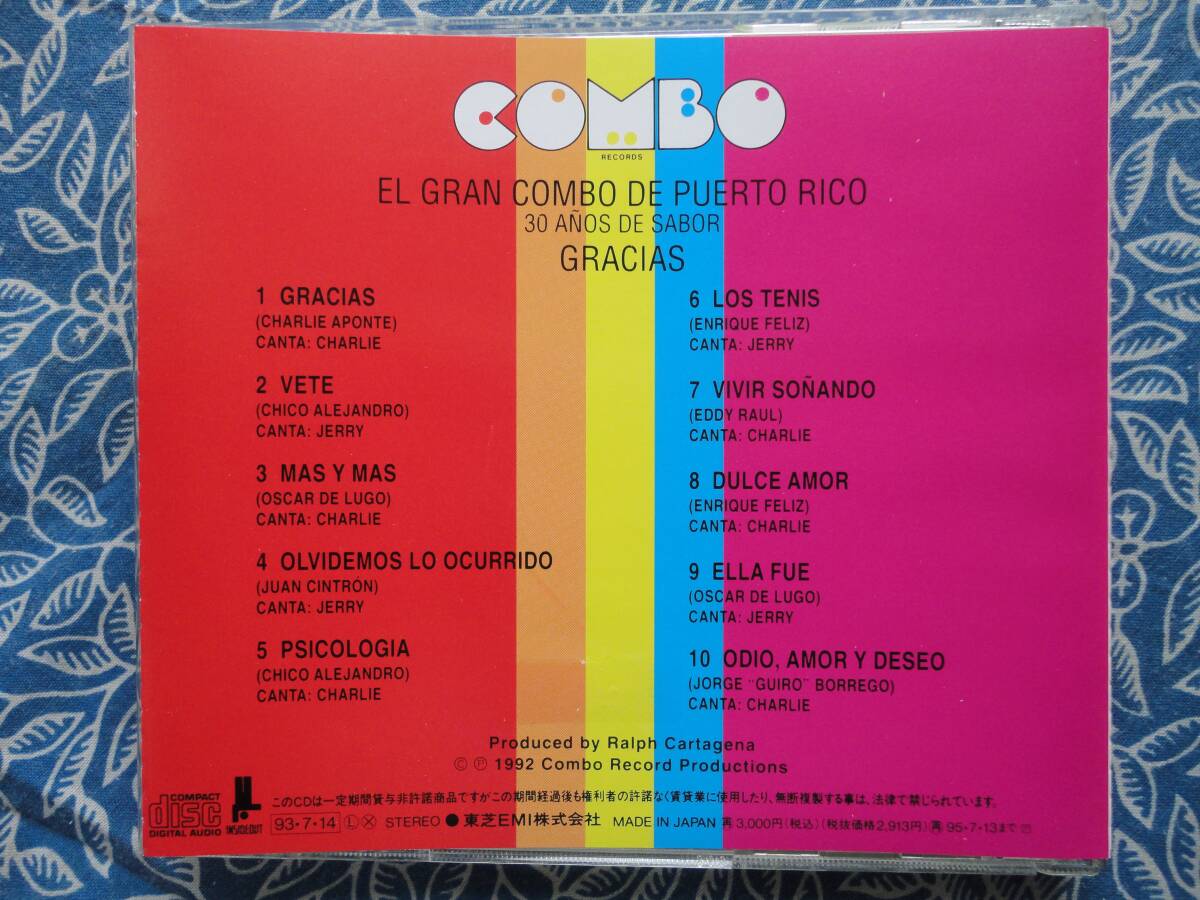 COMBO
RECORDS
EL GRAN COMBO DE PUERTO RICO
30 AÑOS DE SABOR
GRACIAS
1 GRACIAS
(CHARLIE APONTE)
CANTA: CHARLIE
2 VETE
(CHICO ALEJANDRO)
CANTA: JERRY
3 MAS Y MAS
(OSCAR DE LUGO)
CANTA: CHARLIE
4 OLVIDEMOS LO OCURRIDO
(JUAN CINTRÓN)
CANTA: JERRY
5 PSICOLOGIA
(CHICO ALEJANDRO)
CANTA: CHARLIE
6 LOS TENIS
(ENRIQUE FELIZ)
CANTA: JERRY
7 VIVIR SOÑANDO
(EDDY RAUL)
CANTA: CHARLIE
8 DULCE AMOR
(ENRIQUE FELIZ)
CANTA: CHARLIE
9 ELLA FUE
(OSCAR DE LUGO)
CANTA: JERRY
10 ODIO, AMOR Y DESEO
(JORGE "GUIRO" BORREGO)
CANTA: CHARLIE
Produced by Ralph Cartagena
© ℗ 1992 Combo Record Productions
COMPACT
disc
DIGITAL AUDIO
INSIDEOUT
このCDは一定期間貸与非許諾商品ですがこの期間経過後も権利者の許諾なく賃貸業に使用したり、無断複製する事は、法律で禁じられています。
93・7・14 Ⓛ Ⓧ STEREO ● 東芝EMI株式会社 MADE IN JAPAN 再 3,000円(税込)(税抜価格2,913円) 再 95・7・13まで